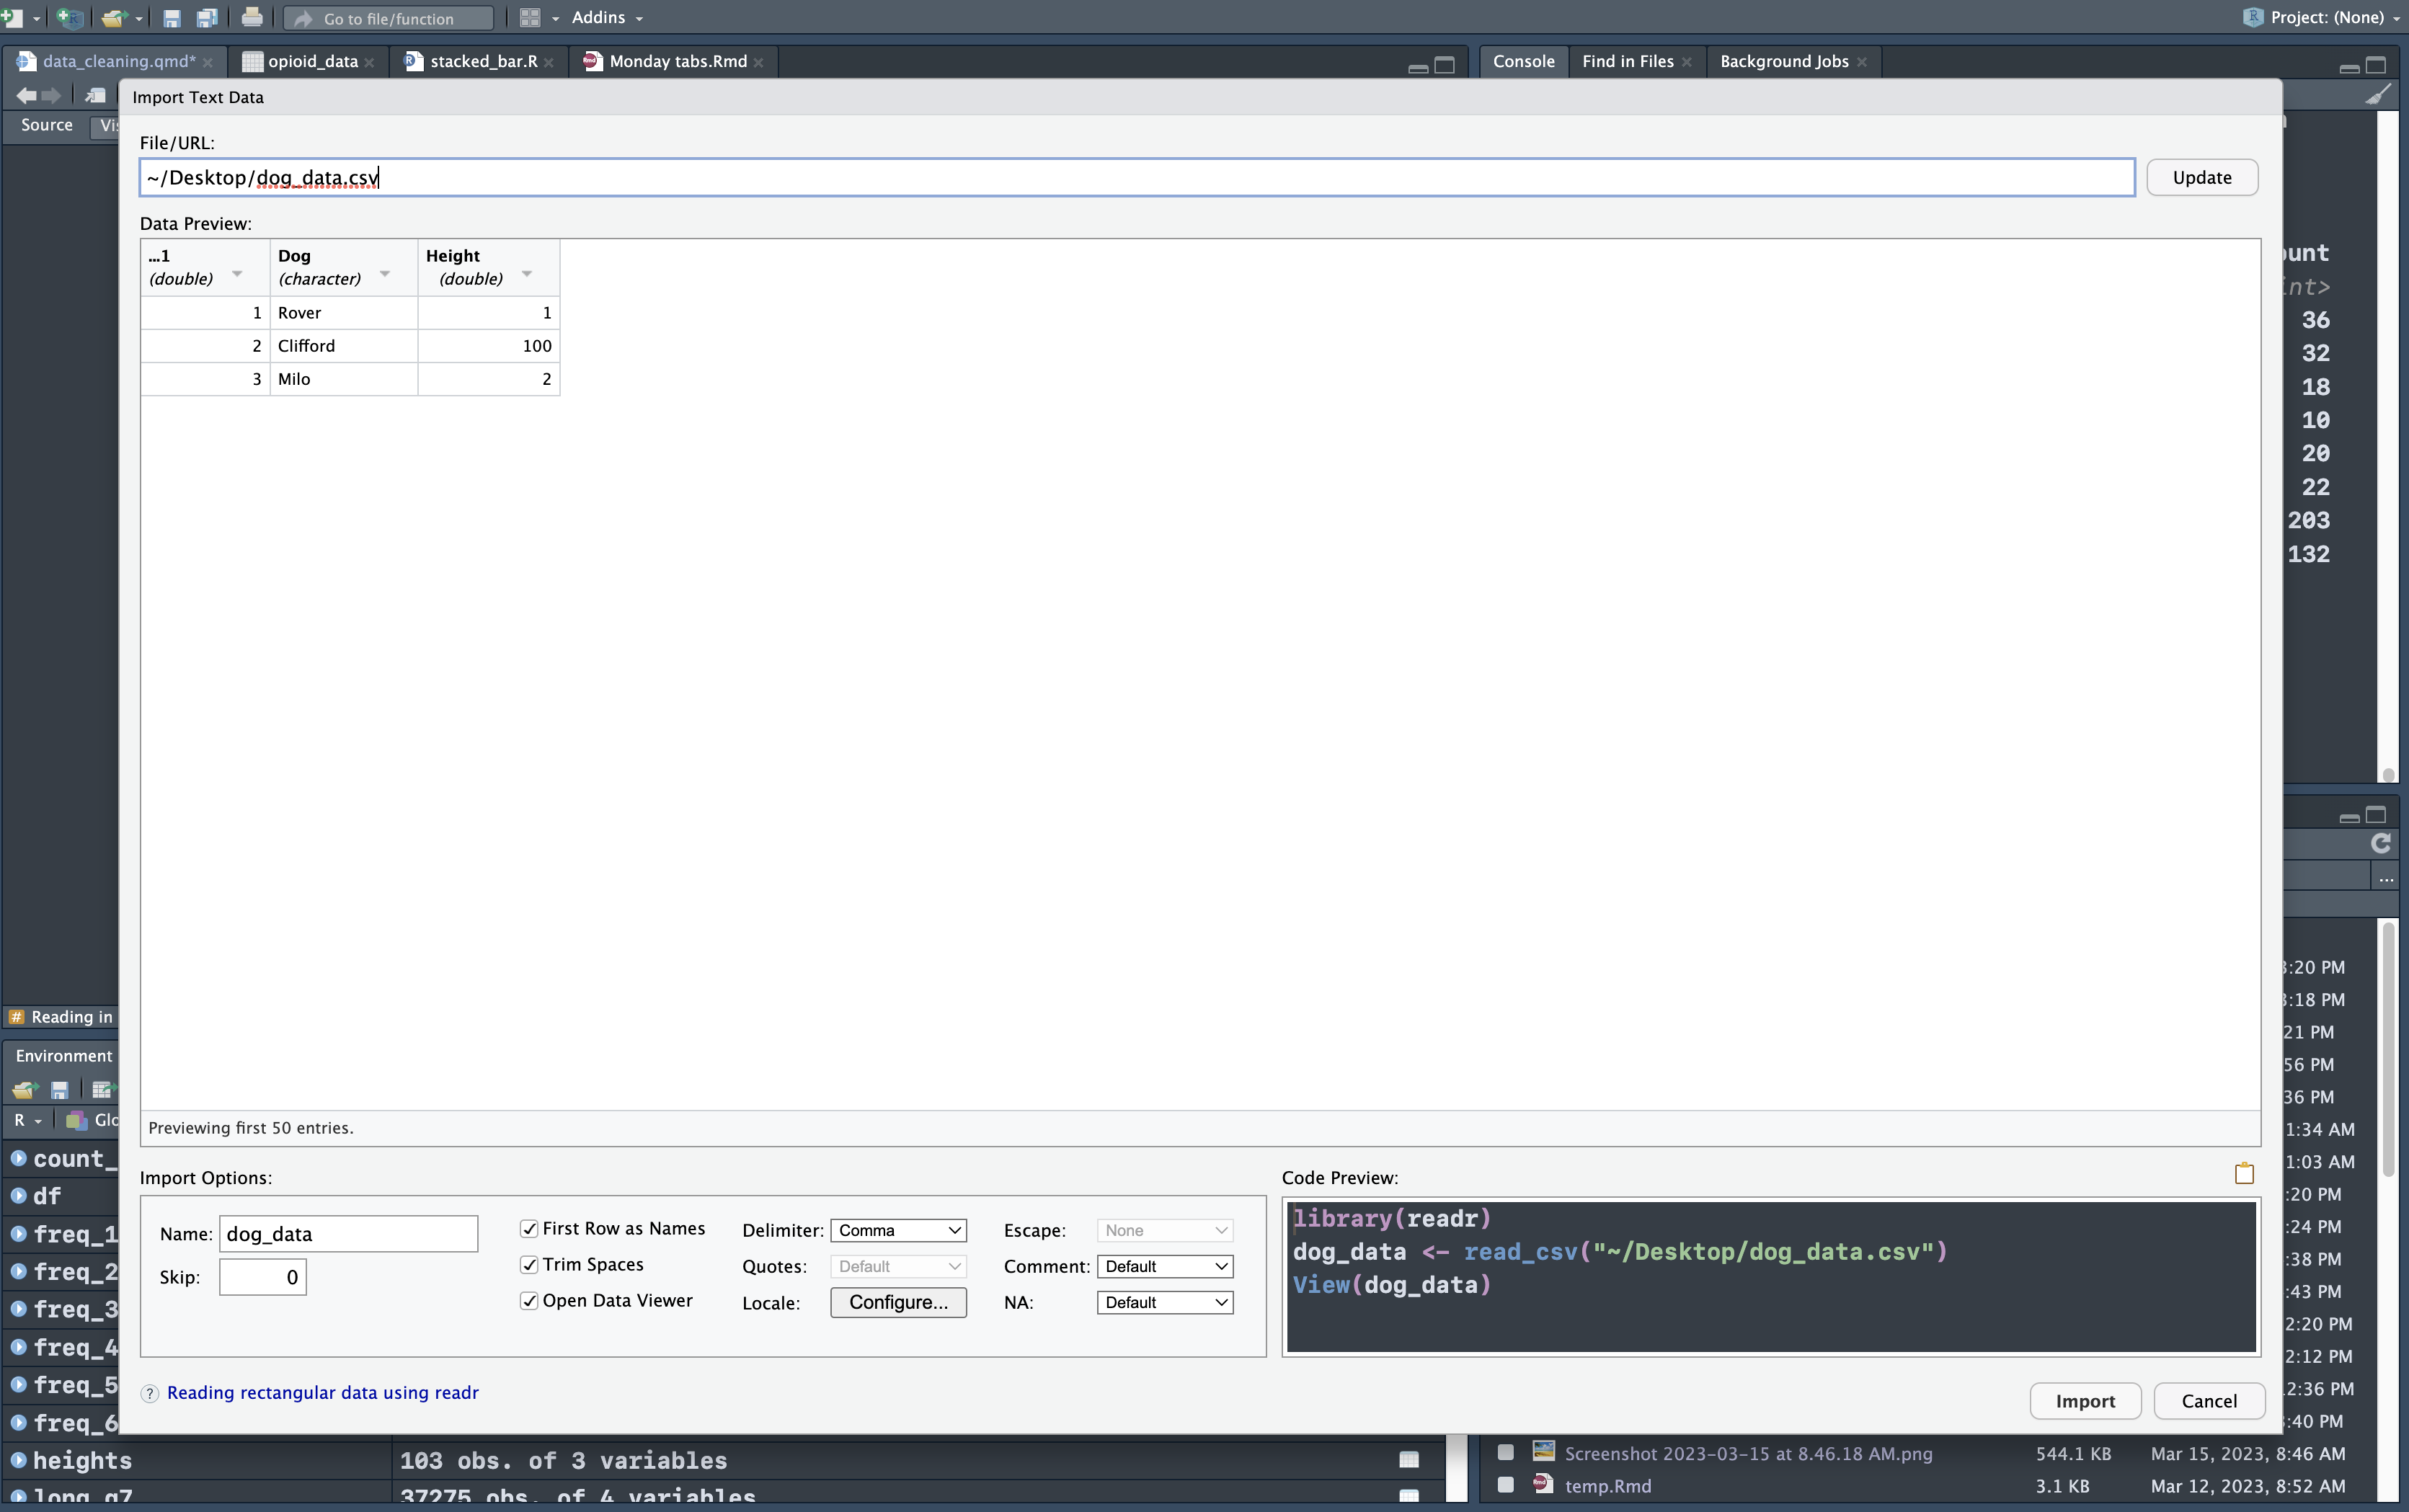 Go to file/function
Addins
Project: (None)
data_cleaning.qmd*
opioid_data
stacked_bar.R
Monday tabs.Rmd
Console
Find in Files
Background Jobs
Import Text Data
Source
File/URL:
~/Desktop/dog_data.csv
Update
Data Preview:
...1
(double)
Dog
(character)
Height
(double)
1 Rover 1
2 Clifford 100
3 Milo 2
36
32
18
10
20
22
203
132
Previewing first 50 entries.
Import Options:
Name: dog_data
Skip: 0
First Row as Names
Trim Spaces
Open Data Viewer
Delimiter: Comma
Quotes: Default
Locale: Configure...
Escape: None
Comment: Default
NA: Default
Code Preview:
library(readr)
dog_data <- read_csv("~/Desktop/dog_data.csv")
View(dog_data)
Reading rectangular data using readr
Import
Cancel
# Reading in
Environment
R
count_
df
freq_1
freq_2
freq_3
freq_4
freq_5
freq_6
heights 103 obs. of 3 variables
long_q7 37275 obs. of 4 variables
:20 PM
:18 PM
21 PM
56 PM
36 PM
1:34 AM
1:03 AM
:20 PM
:24 PM
:38 PM
:43 PM
2:20 PM
2:12 PM
2:36 PM
:40 PM
Screenshot 2023-03-15 at 8.46.18 AM.png 544.1 KB Mar 15, 2023, 8:46 AM
temp.Rmd 3.1 KB Mar 12, 2023, 8:52 AM